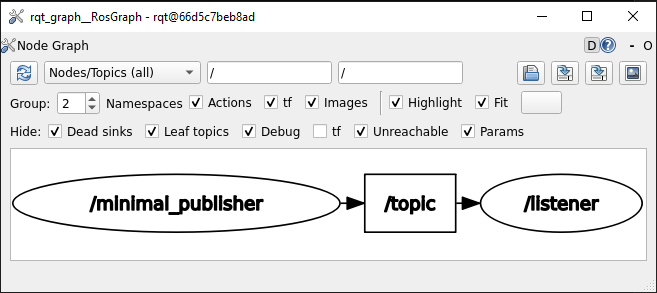 rqt_graph__RosGraph - rqt@66d5c7beb8ad
Node Graph D ? - O
Nodes/Topics (all) / /
Group: 2 Namespaces Actions tf Images Highlight Fit
Hide: Dead sinks Leaf topics Debug tf Unreachable Params
/minimal_publisher /topic /listener